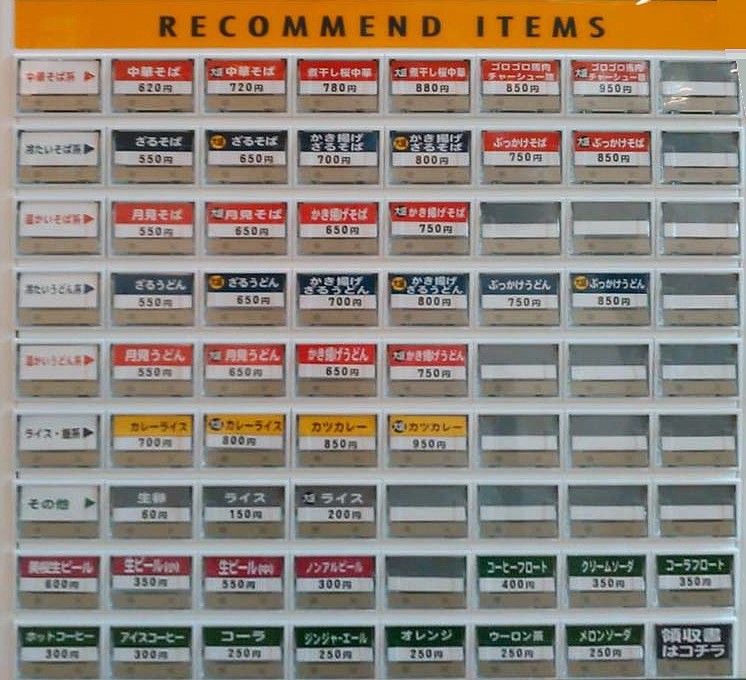 RECOMMEND ITEMS
中華そば系▶
中華そば
620円
大盛 中華そば
720円
煮干し桜中華
780円
大盛 煮干し桜中華
880円
ゴロゴロ馬肉
チャーシュー麺
850円
大盛 ゴロゴロ馬肉
チャーシュー麺
950円
冷たいそば系▶
ざるそば
550円
大盛 ざるそば
650円
かき揚げ
ざるそば
700円
大盛 かき揚げ
ざるそば
800円
ぶっかけそば
750円
大盛 ぶっかけそば
850円
温かいそば系▶
月見そば
550円
大盛 月見そば
650円
かき揚げそば
650円
大盛 かき揚げそば
750円
冷たいうどん系▶
ざるうどん
550円
大盛 ざるうどん
650円
かき揚げ
ざるうどん
700円
大盛 かき揚げ
ざるうどん
800円
ぶっかけうどん
750円
大盛 ぶっかけうどん
850円
温かいうどん系▶
月見うどん
550円
大盛 月見うどん
650円
かき揚げうどん
650円
大盛 かき揚げうどん
750円
ライス・飯系▶
カレーライス
700円
大盛 カレーライス
800円
カツカレー
850円
大盛 カツカレー
950円
その他▶
生卵
60円
ライス
150円
大盛 ライス
200円
生ビール
600円
生ビール(小)
350円
生ビール(中)
550円
ノンアルビール
300円
コーヒーフロート
400円
クリームソーダ
350円
コーラフロート
350円
ホットコーヒー
300円
アイスコーヒー
300円
コーラ
250円
ジンジャーエール
250円
オレンジ
250円
ウーロン茶
250円
メロンソーダ
250円
領収書
はコチラ